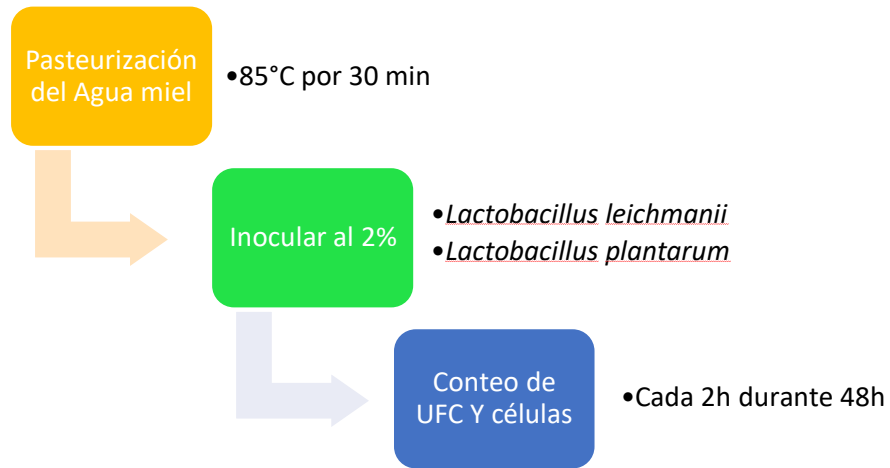 Pasteurización
del Agua miel
•85°C por 30 min
Inocular al 2%
•Lactobacillus leichmanii
•Lactobacillus plantarum
Conteo de
UFC Y células
•Cada 2h durante 48h